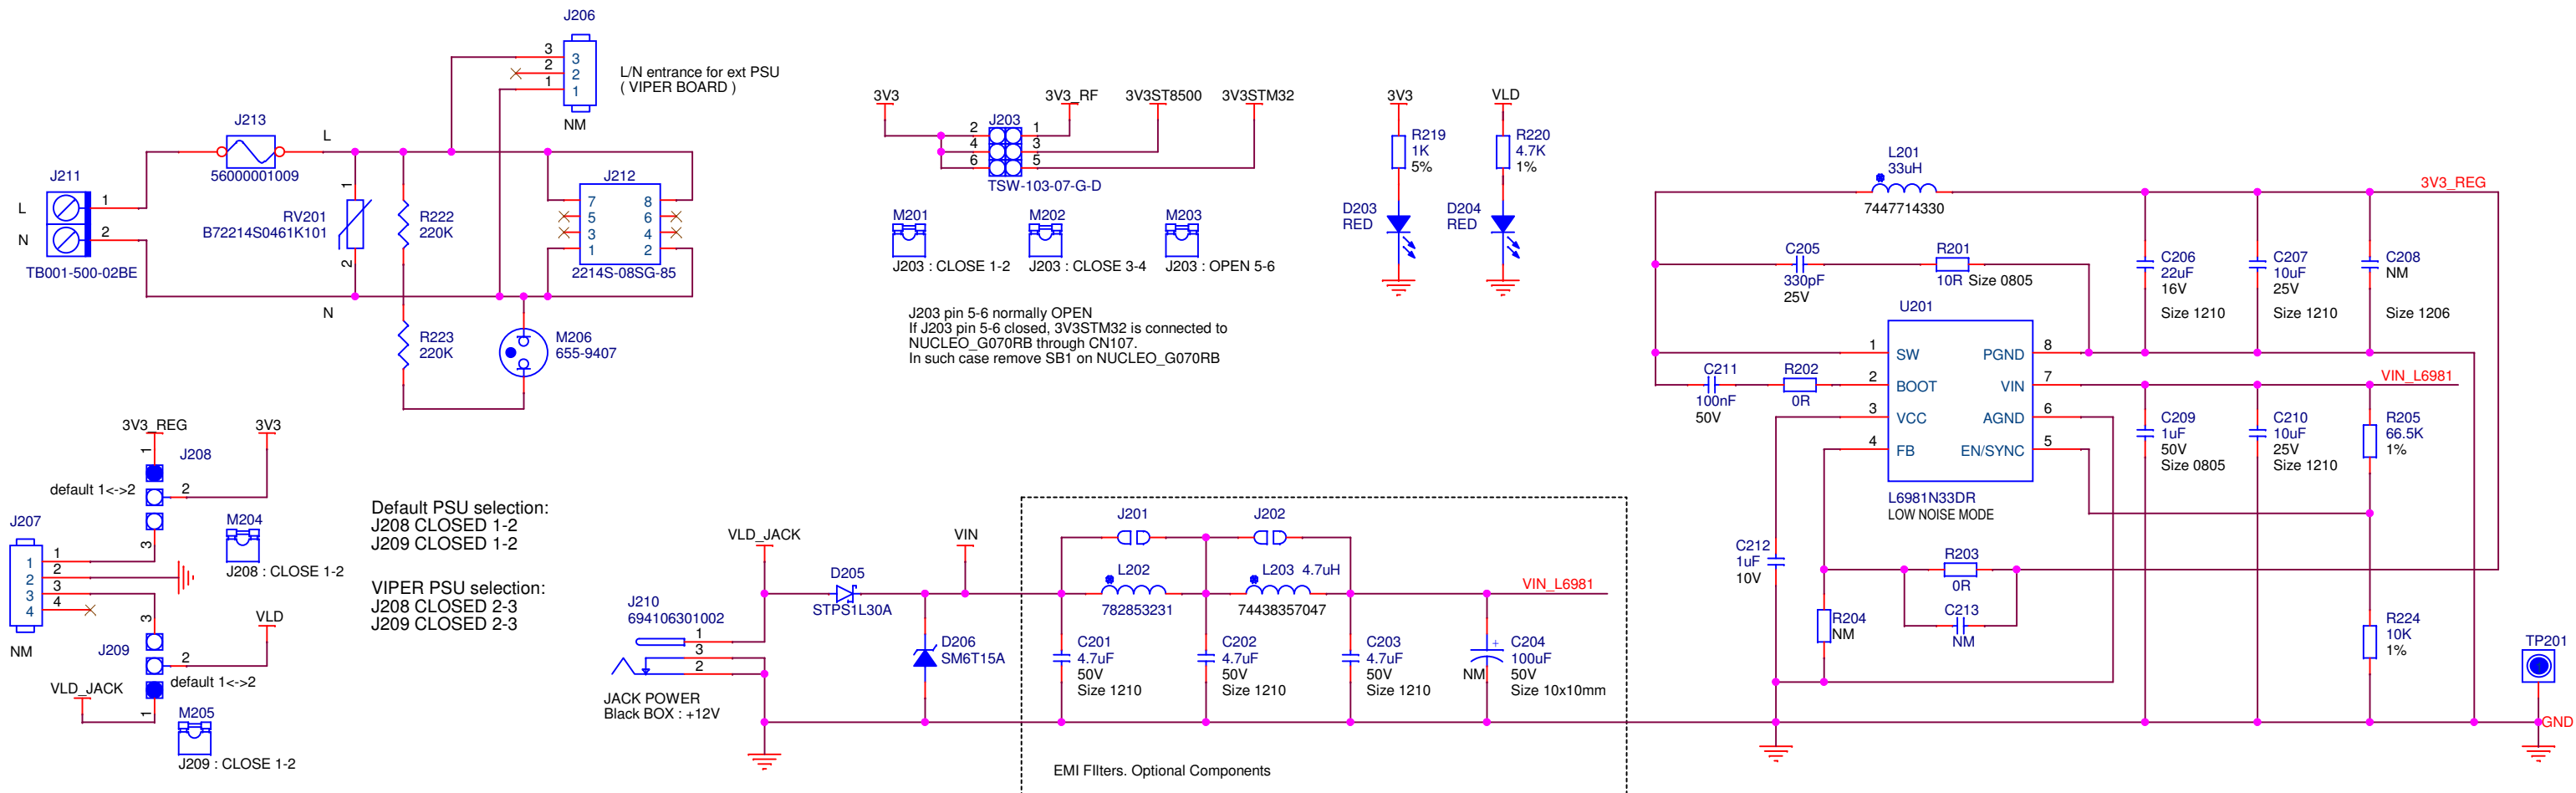 J206
3
2
1
3
2
1
L/N entrance for ext PSU
( VIPER BOARD )
NM
J213
L
56000001009
J211
L
N
1
2
TB001-500-02BE
1
RV201
B72214S0461K101
2
R222
220K
J212
7
5
3
1
8
6
4
2
2214S-08SG-85
N
R223
220K
M206
655-9407
3V3
3V3_RF
3V3ST8500
3V3STM32
J203
2
4
6
1
3
5
TSW-103-07-G-D
M201
J203 : CLOSE 1-2
M202
J203 : CLOSE 3-4
M203
J203 : OPEN 5-6
J203 pin 5-6 normally OPEN
If J203 pin 5-6 closed, 3V3STM32 is connected to
NUCLEO_G070RB through CN107.
In such case remove SB1 on NUCLEO_G070RB
3V3
R219
1K
5%
D203
RED
VLD
R220
4.7K
1%
D204
RED
3V3_REG
3V3
1
J208
default 1<->2
2
3
J207
1
2
3
4
1
2
3
4
NM
M204
J208 : CLOSE 1-2
3
J209
2
VLD
default 1<->2
VLD_JACK
1
M205
J209 : CLOSE 1-2
Default PSU selection:
J208 CLOSED 1-2
J209 CLOSED 1-2
VIPER PSU selection:
J208 CLOSED 2-3
J209 CLOSED 2-3
VLD_JACK
VIN
D205
STPS1L30A
J210
694106301002
1
3
2
JACK POWER
Black BOX : +12V
D206
SM6T15A
J201
J202
L202
782853231
L203 4.7uH
74438357047
VIN_L6981
C201
4.7uF
50V
Size 1210
C202
4.7uF
50V
Size 1210
C203
4.7uF
50V
Size 1210
NM
C204
100uF
50V
Size 10x10mm
EMI FIlters. Optional Components
L201
33uH
7447714330
3V3_REG
C205
330pF
25V
R201
10R Size 0805
C206
22uF
16V
Size 1210
C207
10uF
25V
Size 1210
C208
NM
Size 1206
U201
1
2
3
4
SW
BOOT
VCC
FB
PGND
VIN
AGND
EN/SYNC
8
7
6
5
L6981N33DR
LOW NOISE MODE
C211
100nF
50V
R202
0R
VIN_L6981
C209
1uF
50V
Size 0805
C210
10uF
25V
Size 1210
R205
66.5K
1%
C212
1uF
10V
R203
0R
C213
NM
R204
NM
R224
10K
1%
TP201
GND